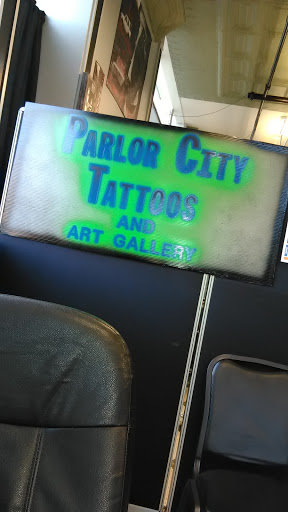 PARLOR CITY
TATTOOS
AND
ART GALLERY